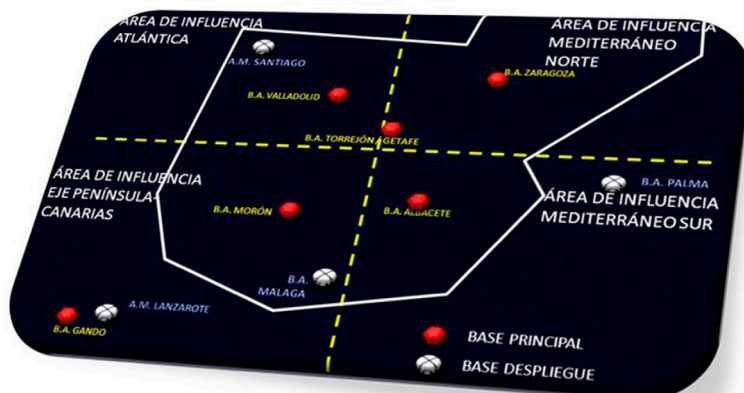 ÁREA DE INFLUENCIA
ATLÁNTICA
A.M. SANTIAGO
ÁREA DE INFLUENCIA
MEDITERRÁNEO
NORTE
B.A. ZARAGOZA
B.A. VALLADOLID
B.A. TORREJÓN / GETAFE
ÁREA DE INFLUENCIA
EJE PENÍNSULA-
CANARIAS
B.A. MORÓN
B.A. ALBACETE
B.A. PALMA
ÁREA DE INFLUENCIA
MEDITERRÁNEO SUR
B.A.
MALAGA
A.M. LANZAROTE
B.A. GANDO
BASE PRINCIPAL
BASE DESPLIEGUE